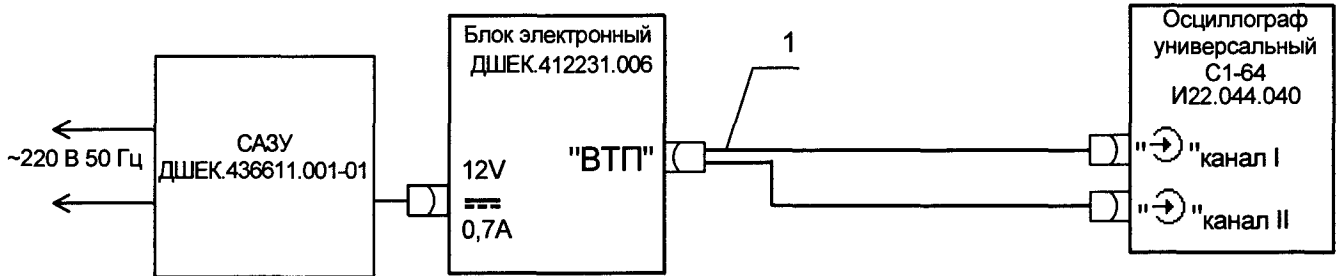 ~220 В 50 Гц
САЗУ
ДШЕК.436611.001-01
Блок электронный
ДШЕК.412231.006
12V
0,7А
"ВТП"
1
Осциллограф
универсальный
С1-64
И22.044.040
" "канал I
" "канал II